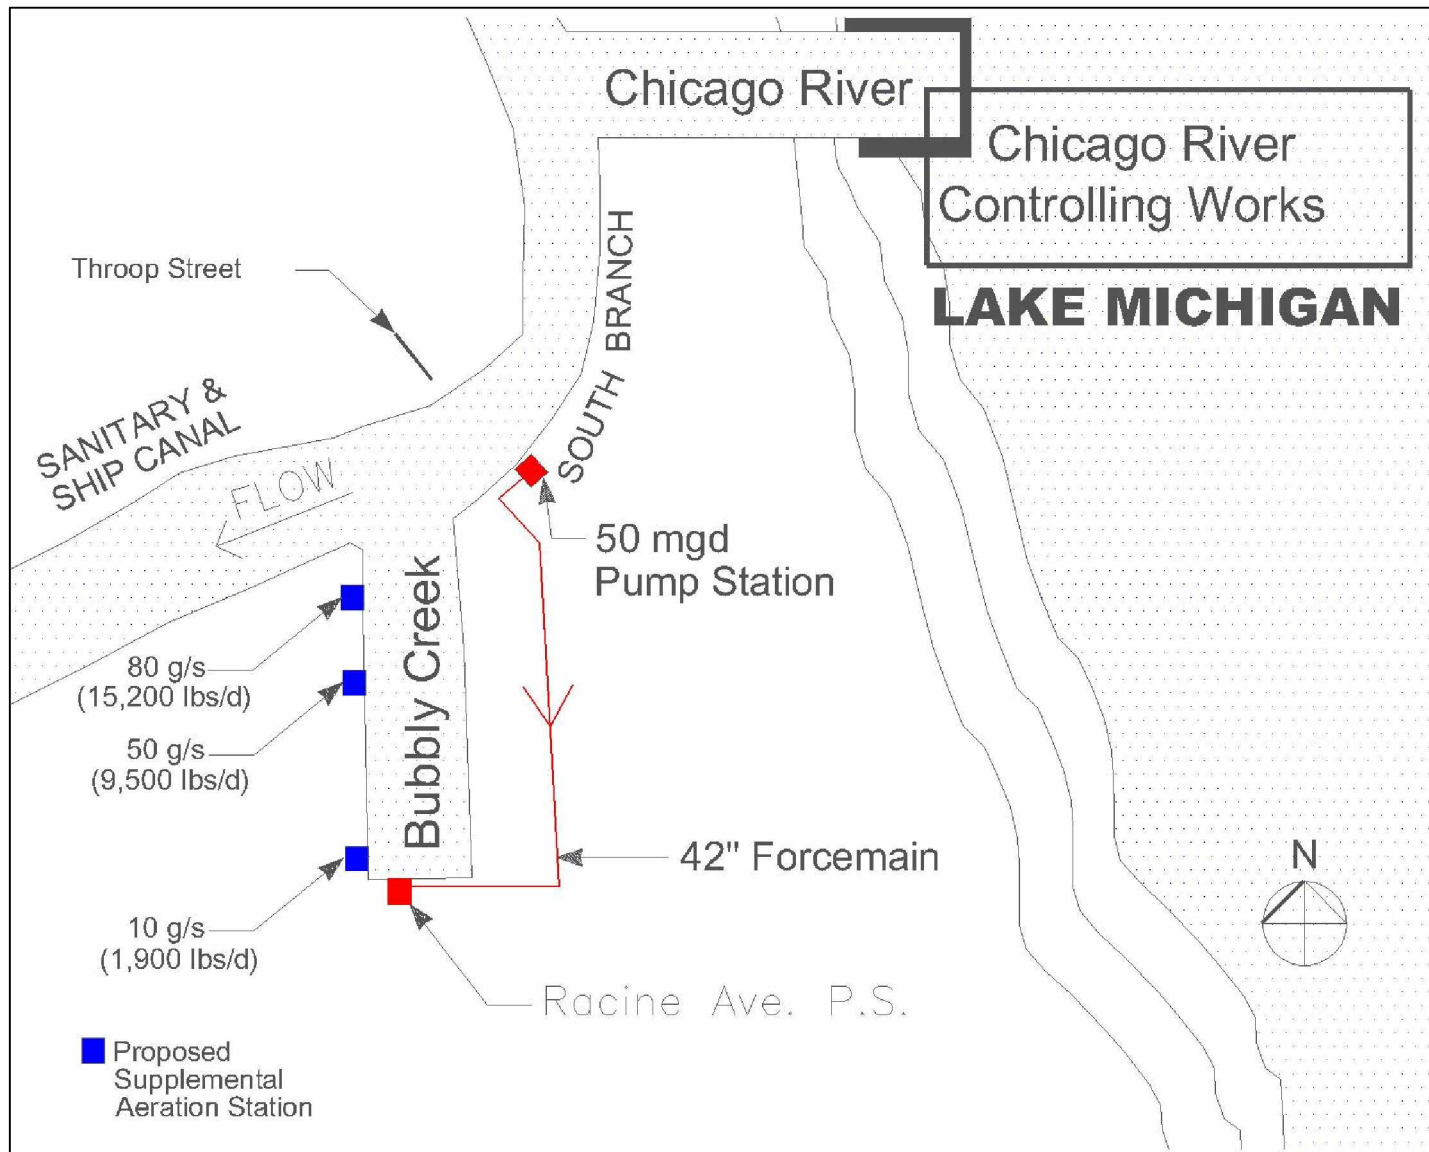 Chicago River
Chicago River
Controlling Works
LAKE MICHIGAN
Throop Street
SOUTH BRANCH
SANITARY &
SHIP CANAL
FLOW
50 mgd
Pump Station
Bubbly Creek
80 g/s
(15,200 lbs/d)
50 g/s
(9,500 lbs/d)
42" Forcemain
10 g/s
(1,900 lbs/d)
N
Racine Ave. P.S.
Proposed
Supplemental
Aeration Station